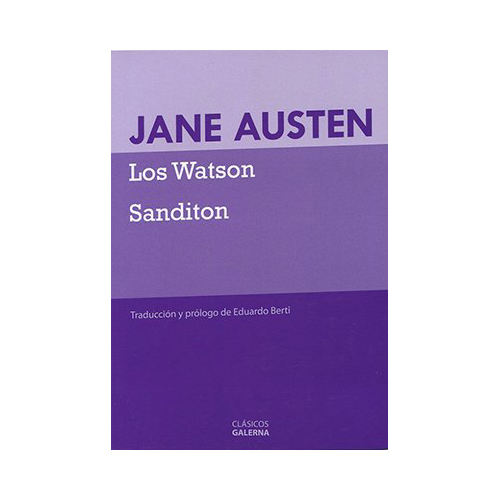 JANE AUSTEN
Los Watson
Sanditon
Traducción y prólogo de Eduardo Berti
CLÁSICOS
GALERNA